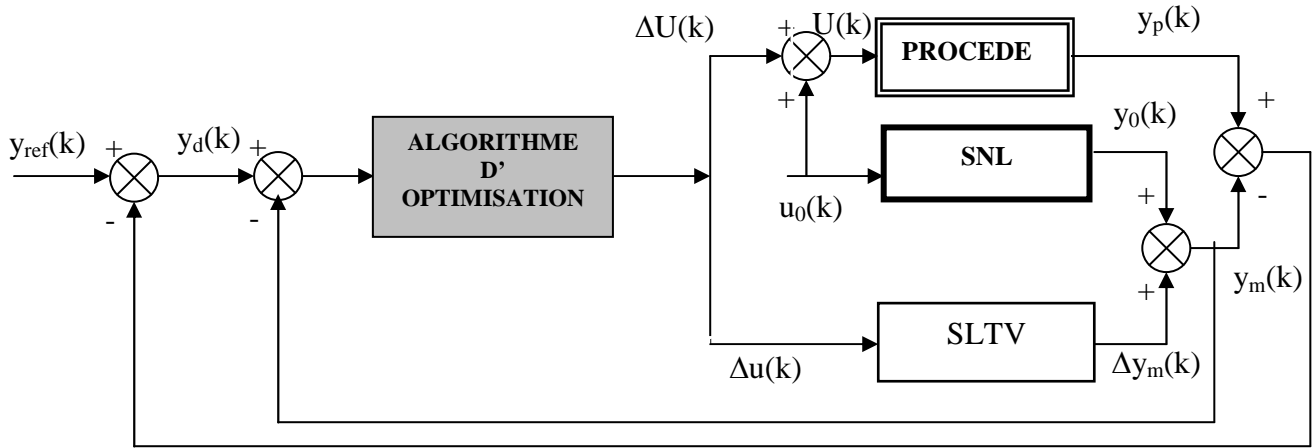 ΔU(k)
+
U(k)
PROCEDE
y_p(k)
+
+
y_ref(k)
+
y_d(k)
+
ALGORITHME
D'
OPTIMISATION
u_0(k)
SNL
y_0(k)
+
-
-
-
+
y_m(k)
Δu(k)
SLTV
Δy_m(k)